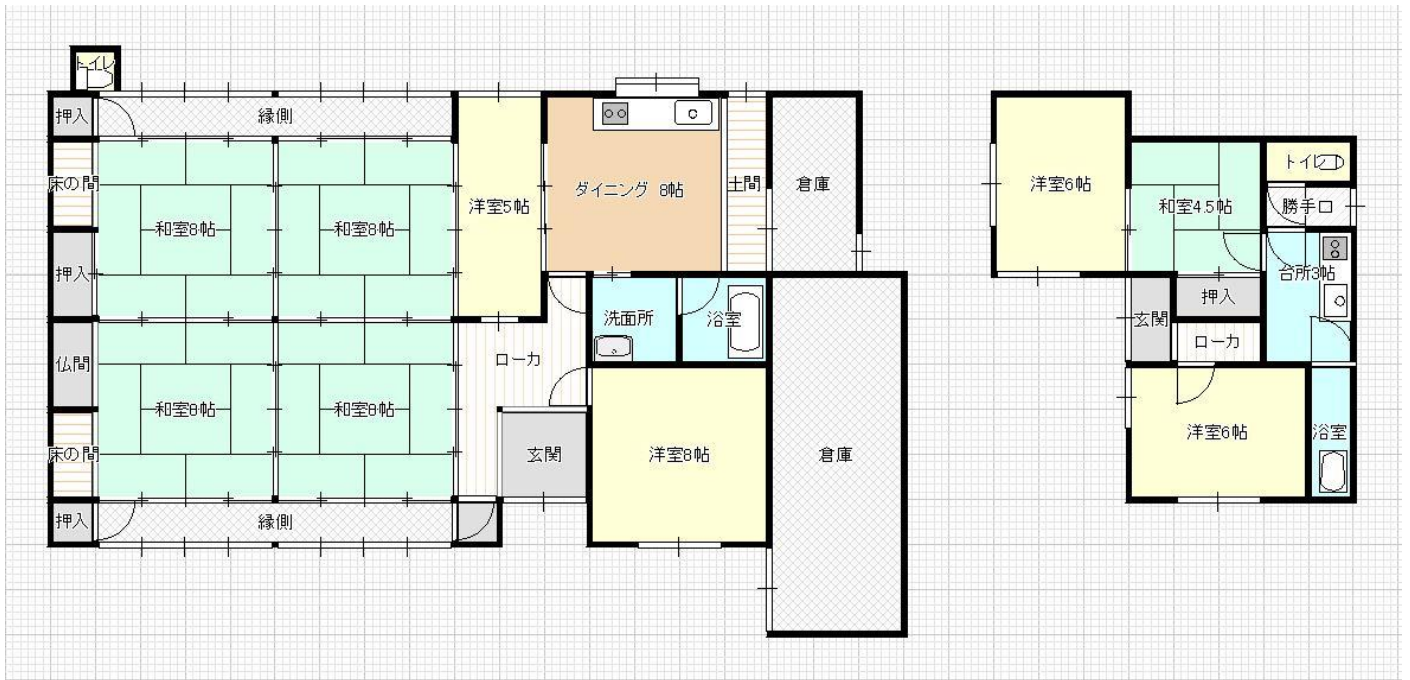 トイレ
押入
縁側
床の間
和室8帖
和室8帖
洋室5帖
ダイニング 8帖
土間
倉庫
押入
仏間
ローカ
洗面所
浴室
床の間
和室8帖
和室8帖
玄関
洋室8帖
倉庫
押入
縁側
洋室6帖
和室4.5帖
トイレ
勝手口
台所3帖
押入
玄関
ローカ
洋室6帖
浴室